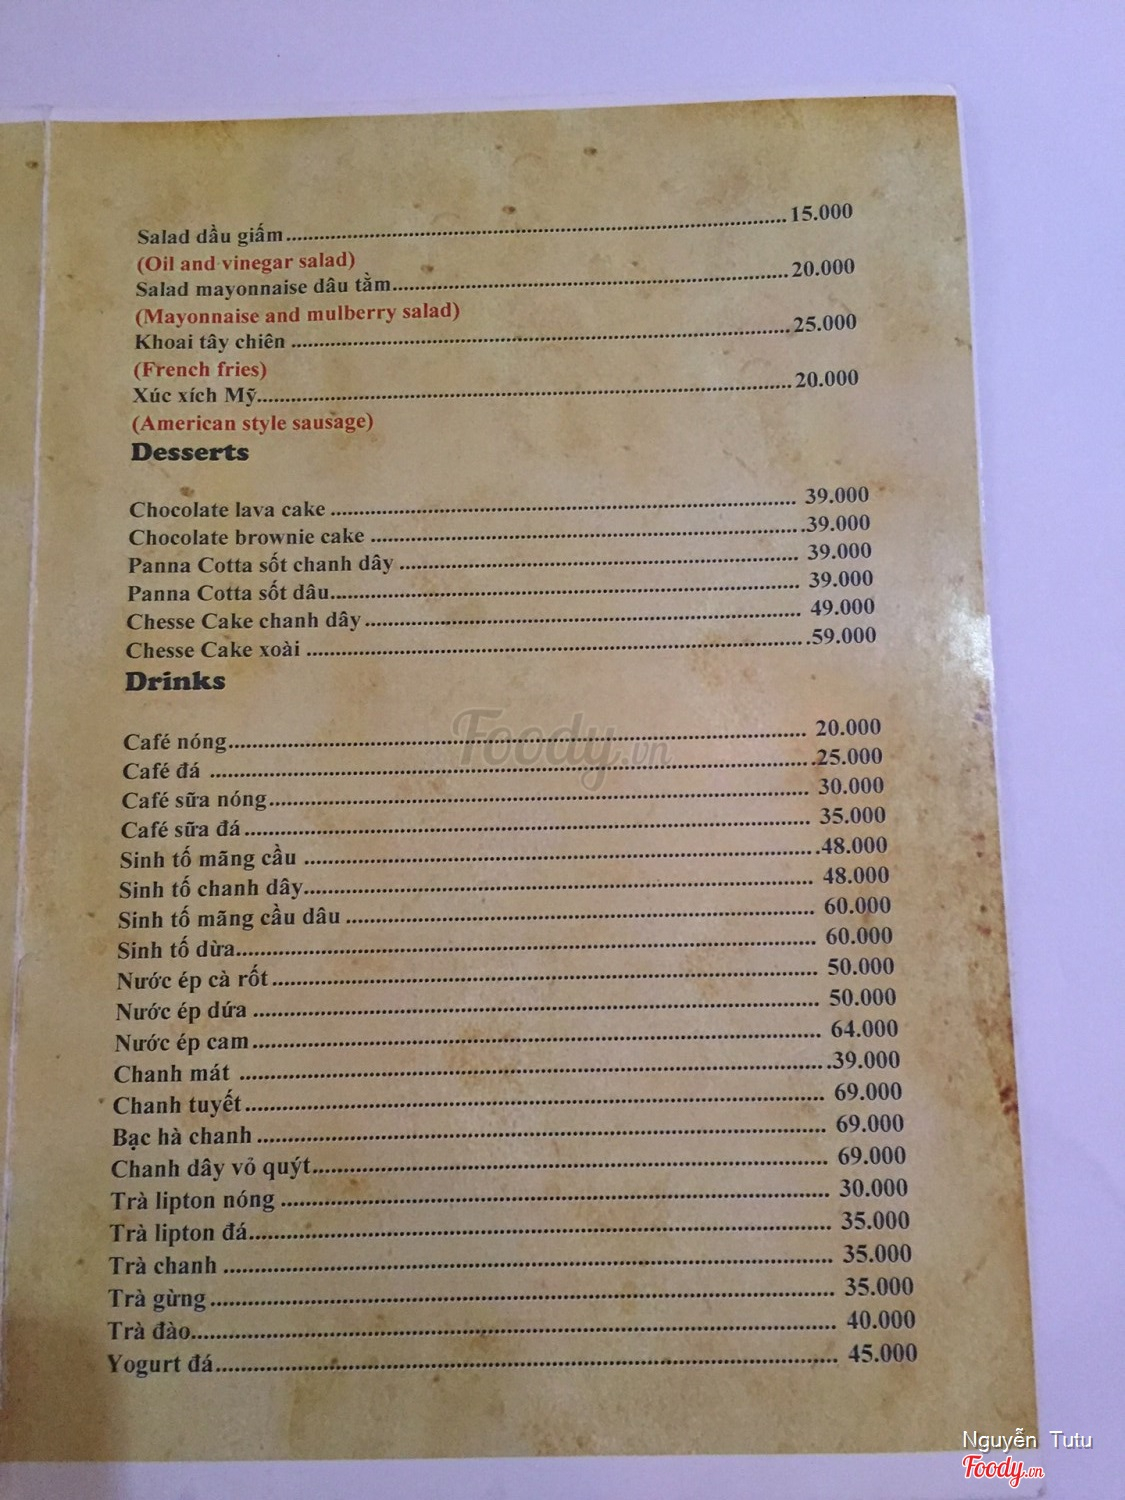 Salad dầu giấm 15.000
(Oil and vinegar salad)
Salad mayonnaise dâu tằm 20.000
(Mayonnaise and mulberry salad)
Khoai tây chiên 25.000
(French fries)
Xúc xích Mỹ 20.000
(American style sausage)
Desserts
Chocolate lava cake 39.000
Chocolate brownie cake 39.000
Panna Cotta sốt chanh dây 39.000
Panna Cotta sốt dâu 39.000
Chesse Cake chanh dây 49.000
Chesse Cake xoài 59.000
Drinks
Café nóng 20.000
Café đá 25.000
Café sữa nóng 30.000
Café sữa đá 35.000
Sinh tố mãng cầu 48.000
Sinh tố chanh dây 48.000
Sinh tố mãng cầu dâu 60.000
Sinh tố dừa 60.000
Nước ép cà rốt 50.000
Nước ép dứa 50.000
Nước ép cam 64.000
Chanh mát 39.000
Chanh tuyết 69.000
Bạc hà chanh 69.000
Chanh dây vỏ quýt 69.000
Trà lipton nóng 30.000
Trà lipton đá 35.000
Trà chanh 35.000
Trà gừng 35.000
Trà đào 40.000
Yogurt đá 45.000
Foody.vn
Nguyễn Tutu
Foody.vn